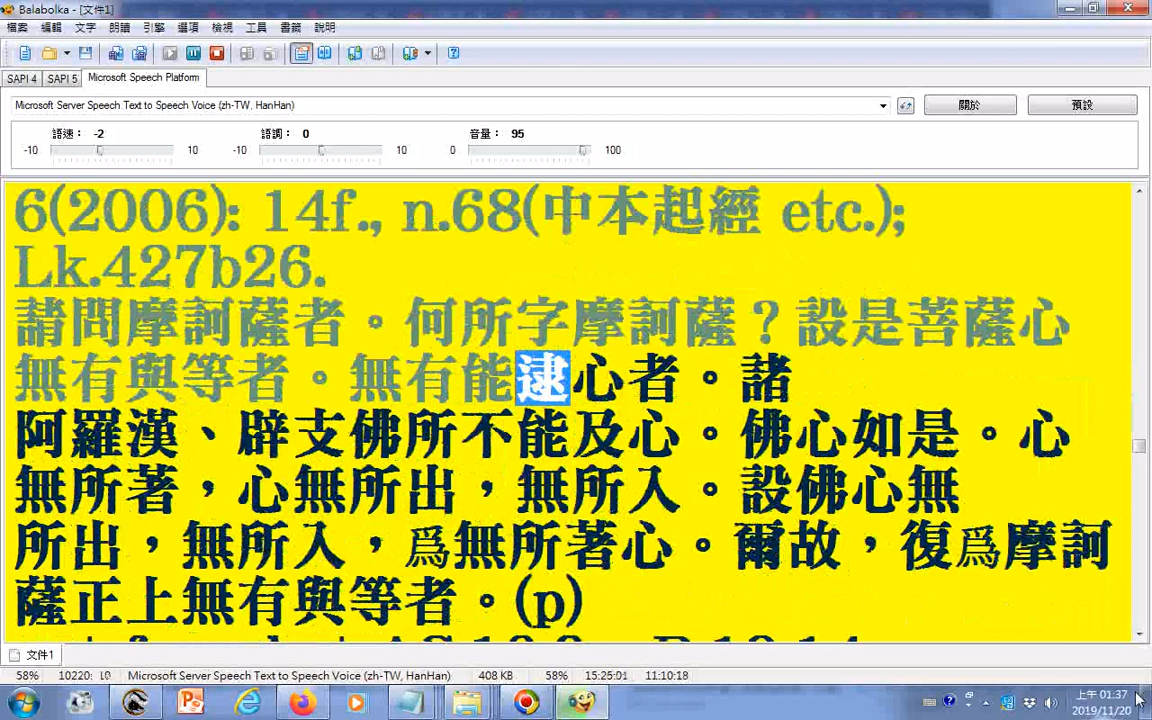 Balabolka - [文件1]
檔案 編輯 文字 朗讀 引擎 選項 檢視 工具 書籤 說明
SAPI 4 SAPI 5 Microsoft Speech Platform
Microsoft Server Speech Text to Speech Voice (zh-TW, HanHan) 關於 預設
語速： -2 語調： 0 音量： 95
-10 10 -10 10 0 100
6(2006): 14f., n.68(中本起經 etc.);
Lk.427b26.
請問摩訶薩者。何所字摩訶薩？設是菩薩心
無有與等者。無有能逮心者。諸
阿羅漢、辟支佛所不能及心。佛心如是。心
無所著，心無所出，無所入。設佛心無
所出，無所入，爲無所著心。爾故，復爲摩訶
薩正上無有與等者。(p)
文件1
58% 10220: 10 Microsoft Server Speech Text to Speech Voice (zh-TW, HanHan) 408 KB 58% 15:25:01 11:10:18
上午 01:37
2019/11/20